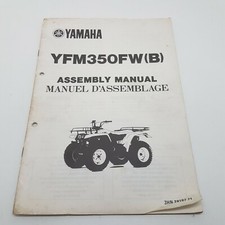 YAMAHA
YFM350FW(B)
ASSEMBLY MANUAL
MANUEL D'ASSEMBLAGE